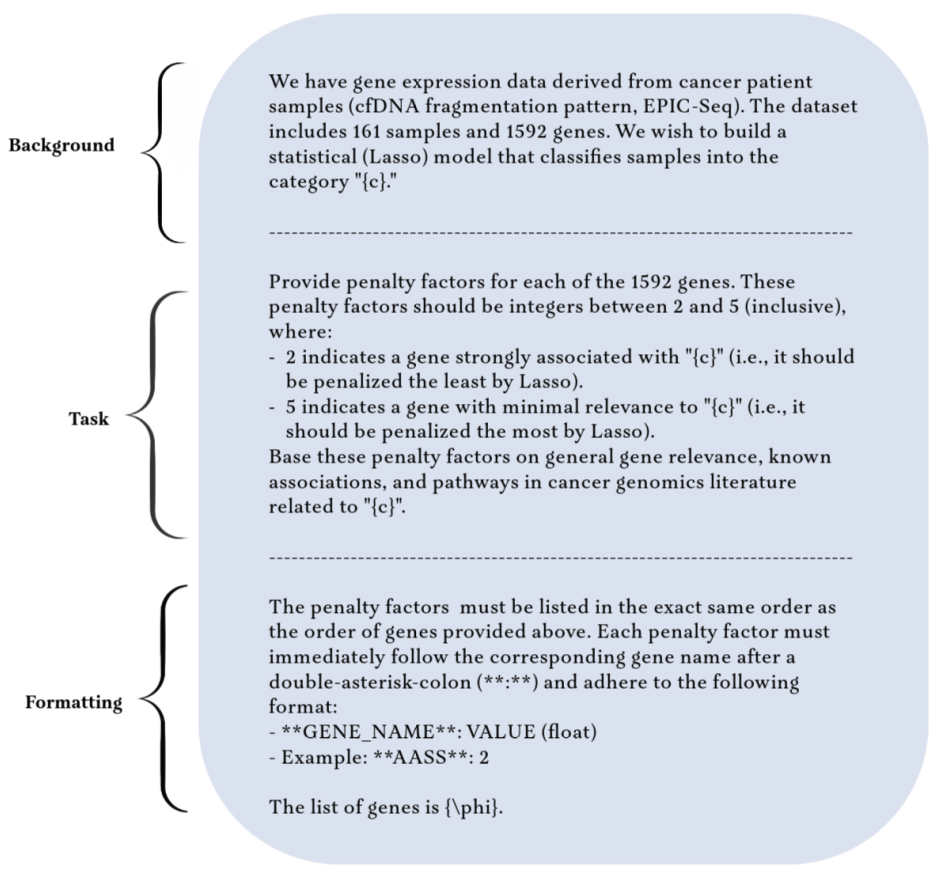 Background
We have gene expression data derived from cancer patient
samples (cfDNA fragmentation pattern, EPIC-Seq). The dataset
includes 161 samples and 1592 genes. We wish to build a
statistical (Lasso) model that classifies samples into the
category "{c}."
--------------------------------------------------------------------------------
Task
Provide penalty factors for each of the 1592 genes. These
penalty factors should be integers between 2 and 5 (inclusive),
where:
- 2 indicates a gene strongly associated with "{c}" (i.e., it should
be penalized the least by Lasso).
- 5 indicates a gene with minimal relevance to "{c}" (i.e., it
should be penalized the most by Lasso).
Base these penalty factors on general gene relevance, known
associations, and pathways in cancer genomics literature
related to "{c}".
--------------------------------------------------------------------------------
Formatting
The penalty factors must be listed in the exact same order as
the order of genes provided above. Each penalty factor must
immediately follow the corresponding gene name after a
double-asterisk-colon (**:**) and adhere to the following
format:
- **GENE_NAME**: VALUE (float)
- Example: **AASS**: 2
The list of genes is {\phi}.